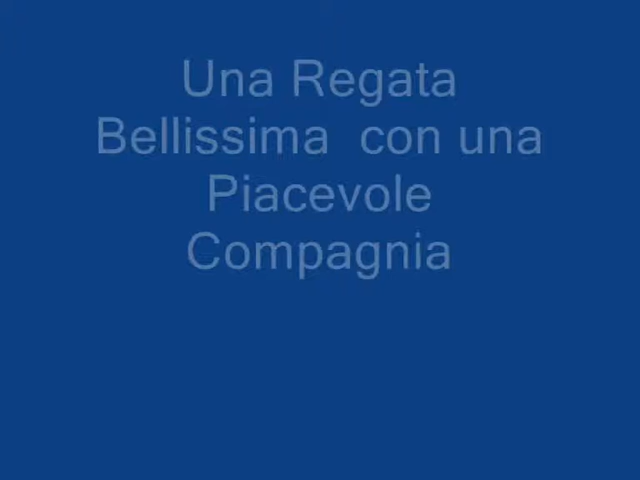 Una Regata
Bellissima  con una
Piacevole
Compagnia